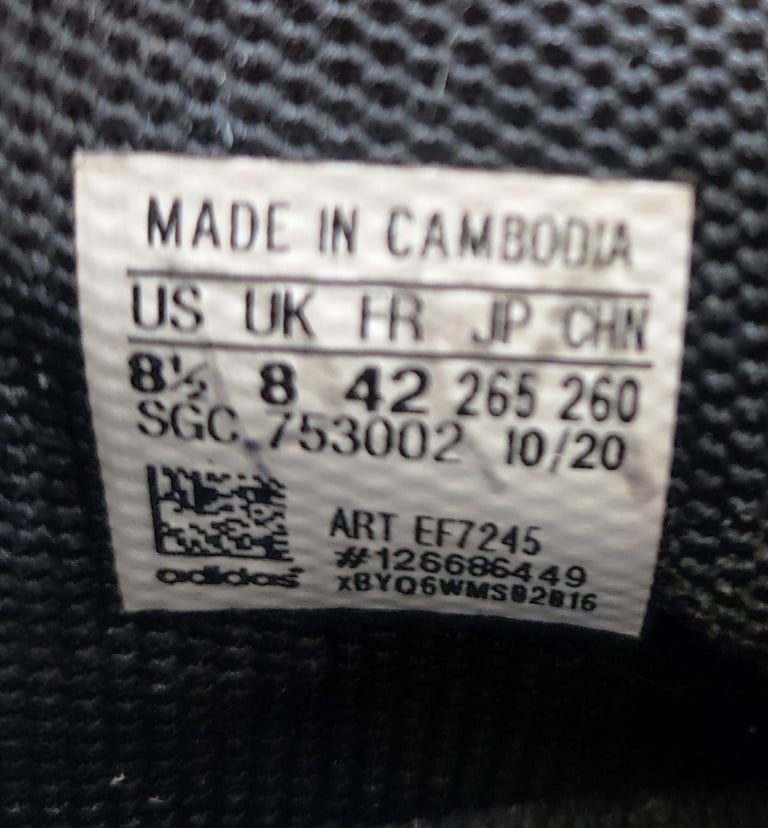 MADE IN CAMBODIA
US UK FR JP CHN
8½ 8 42 265 260
SGC 753002 10/20
ART EF7245
#126686449
adidas